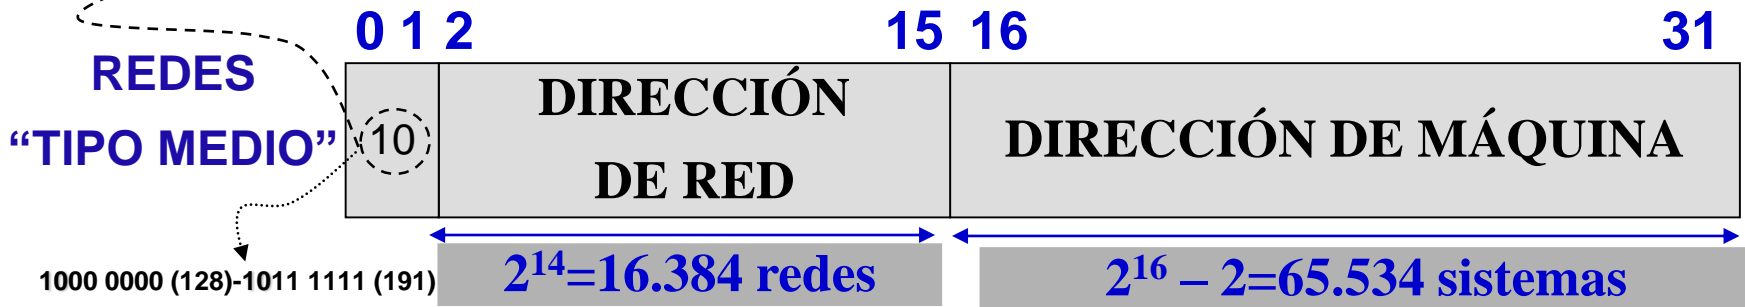 0 1 2 15 16 31
REDES
“TIPO MEDIO”
10
DIRECCIÓN
DE RED
DIRECCIÓN DE MÁQUINA
1000 0000 (128)-1011 1111 (191)
2¹⁴=16.384 redes
2¹⁶ – 2=65.534 sistemas